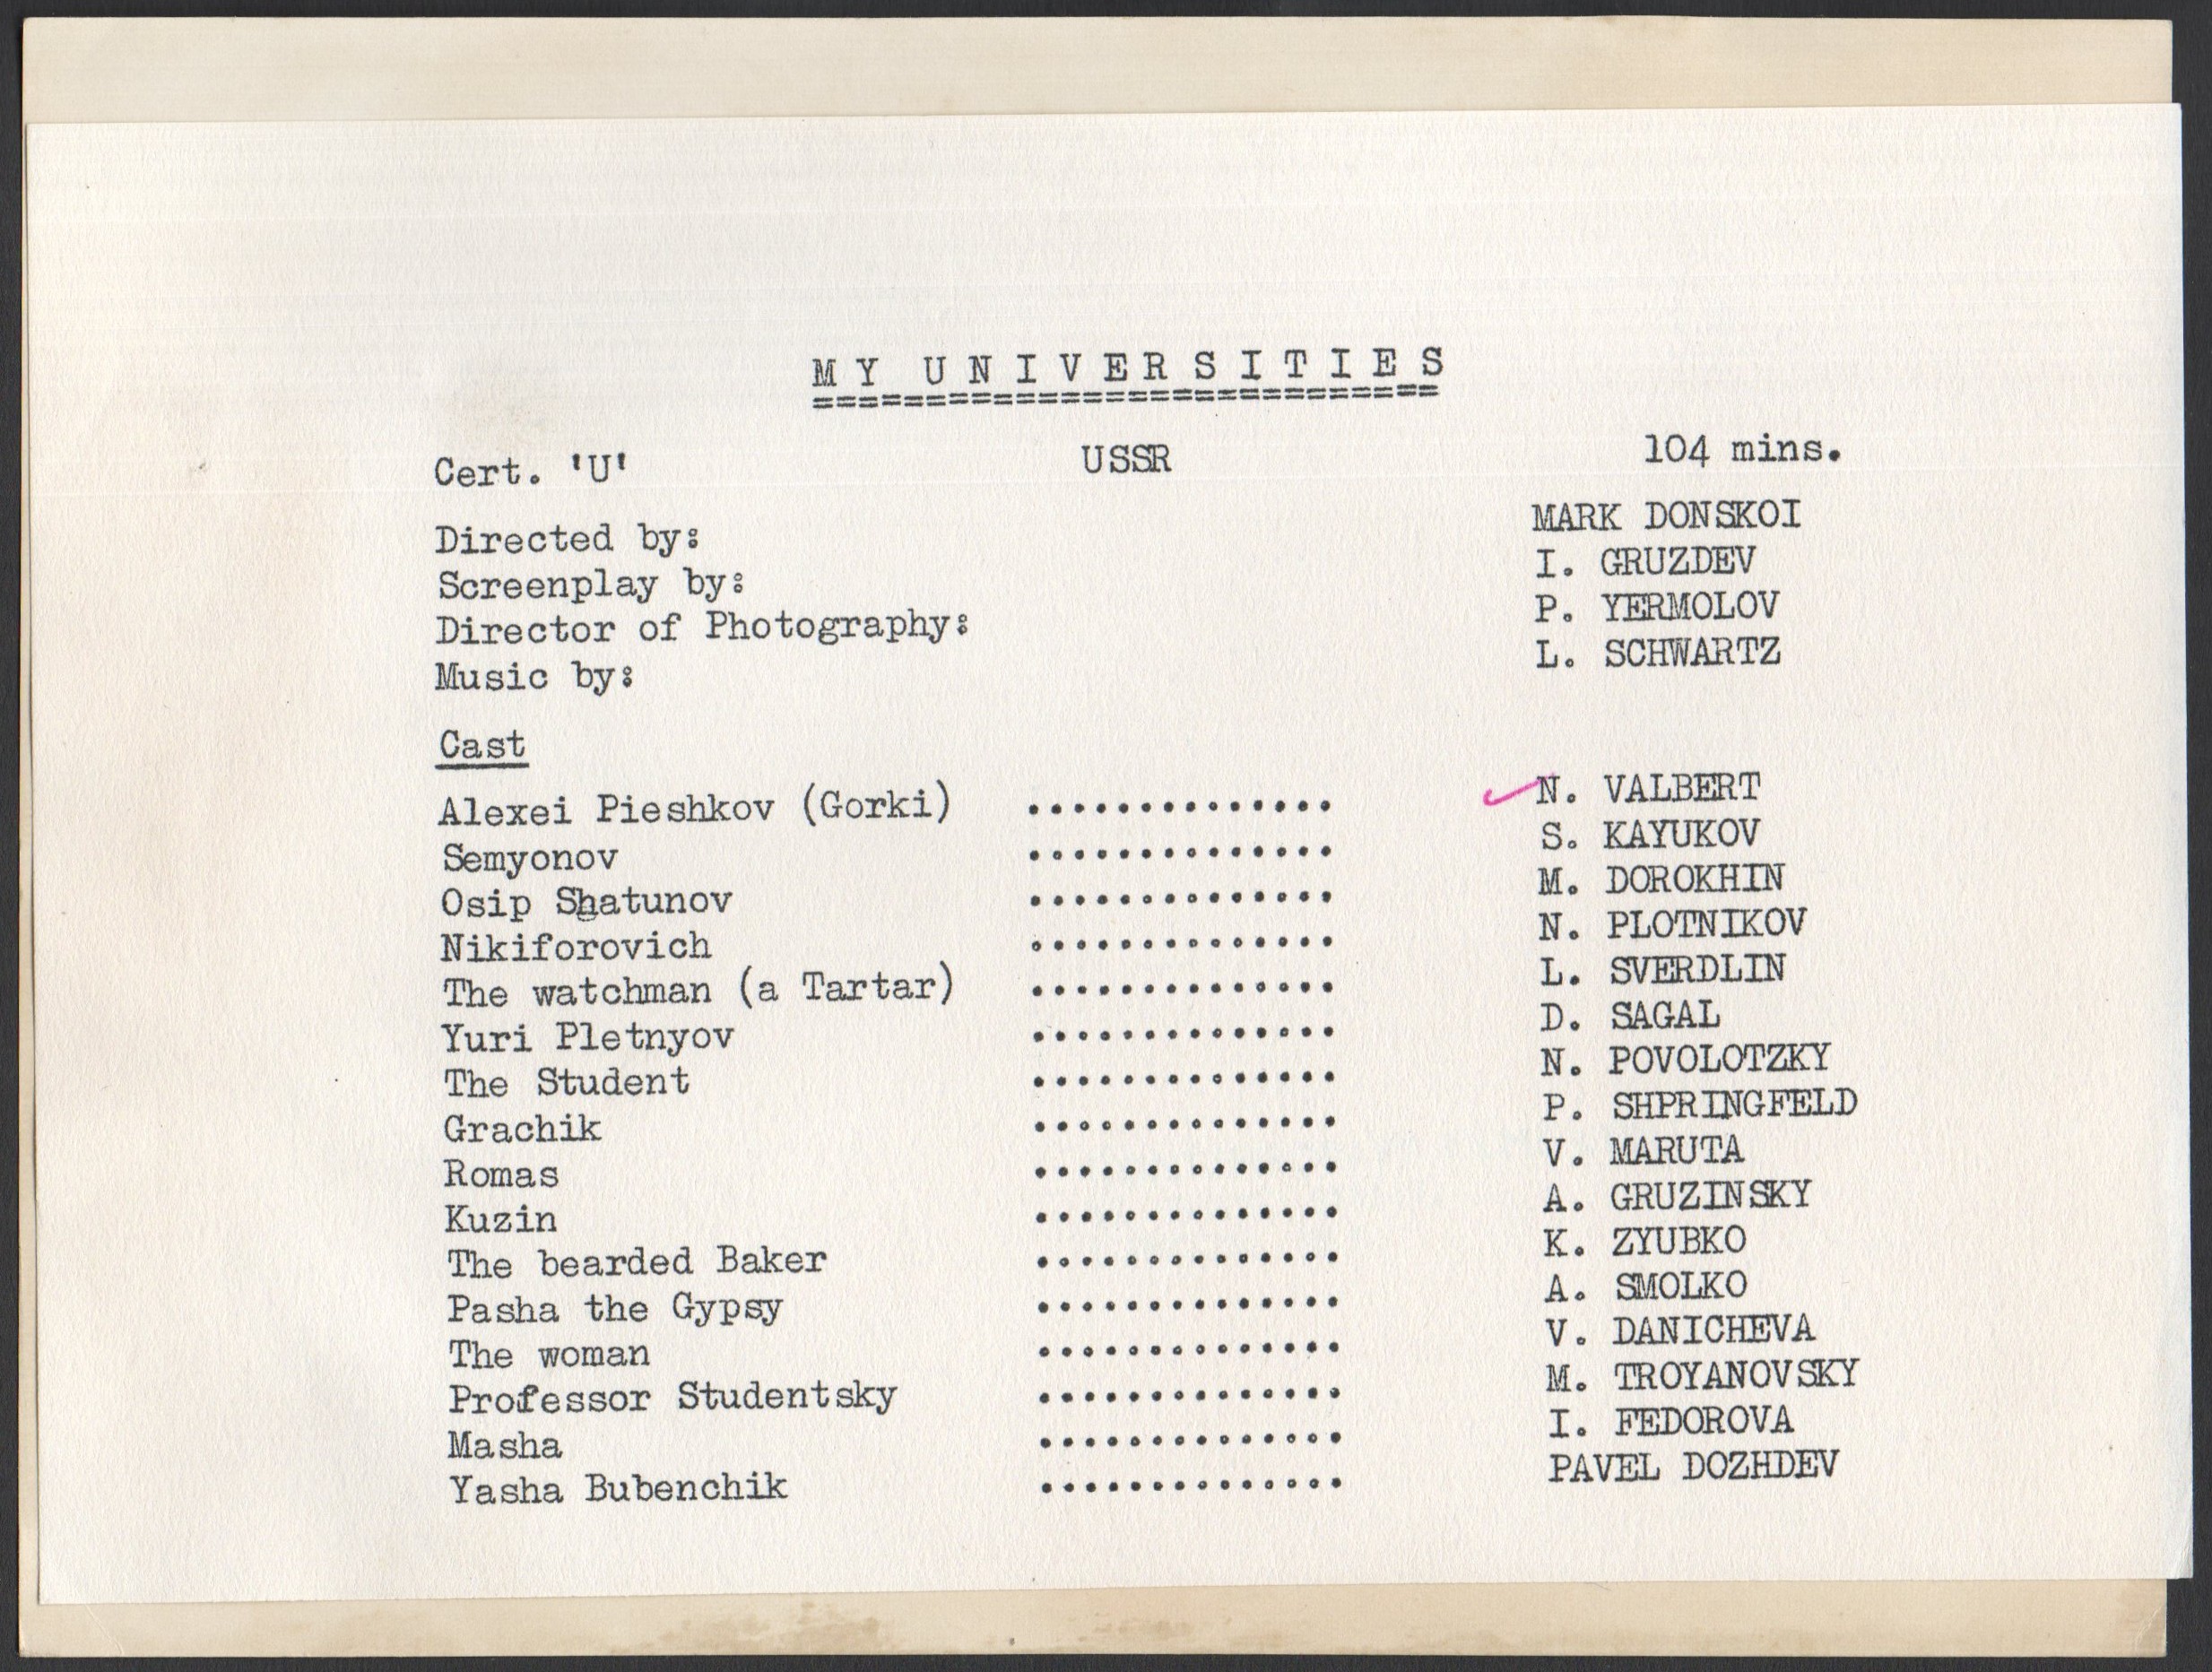 MY UNIVERSITIES
===========================
Cert. 'U' USSR 104 mins.
Directed by: MARK DONSKOI
Screenplay by: I. GRUZDEV
Director of Photography: P. YERMOLOV
Music by: L. SCHWARTZ
Cast
Alexei Pieshkov (Gorki) .............. N. VALBERT
Semyonov .............. S. KAYUKOV
Osip Shatunov .............. M. DOROKHIN
Nikiforovich .............. N. PLOTNIKOV
The watchman (a Tartar) .............. L. SVERDLIN
Yuri Pletnyov .............. D. SAGAL
The Student .............. N. POVOLOTZKY
Grachik .............. P. SHPRINGFELD
Romas .............. V. MARUTA
Kuzin .............. A. GRUZINSKY
The bearded Baker .............. K. ZYUBKO
Pasha the Gypsy .............. A. SMOLKO
The woman .............. V. DANICHEVA
Professor Studentsky .............. M. TROYANOVSKY
Masha .............. I. FEDOROVA
Yasha Bubenchik .............. PAVEL DOZHDEV